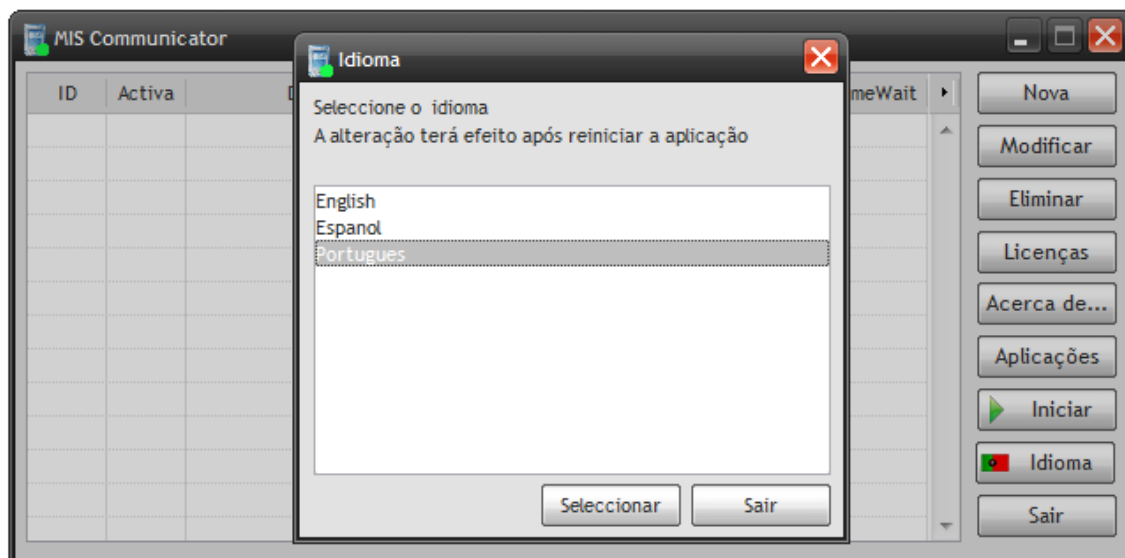 MIS Communicator
Idioma
ID Activa meWait
Seleccione o idioma
A alteração terá efeito após reiniciar a aplicação
English
Espanol
Portugues
Seleccionar Sair
Nova
Modificar
Eliminar
Licenças
Acerca de...
Aplicações
Iniciar
Idioma
Sair